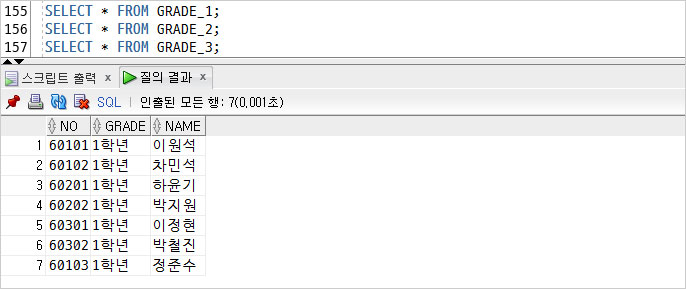 155 SELECT * FROM GRADE_1;
156 SELECT * FROM GRADE_2;
157 SELECT * FROM GRADE_3;
스크립트 출력 x 질의 결과 x
SQL | 인출된 모든 행: 7(0,001초)
NO GRADE NAME
1 60101 1학년 이원석
2 60102 1학년 차민석
3 60201 1학년 하윤기
4 60202 1학년 박지원
5 60301 1학년 이정현
6 60302 1학년 박철진
7 60103 1학년 정준수